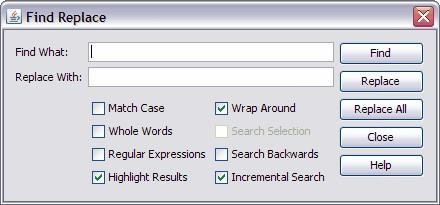 Find Replace
Find What:
Find
Replace With:
Replace
Match Case
Wrap Around
Replace All
Whole Words
Search Selection
Close
Regular Expressions
Search Backwards
Help
Highlight Results
Incremental Search